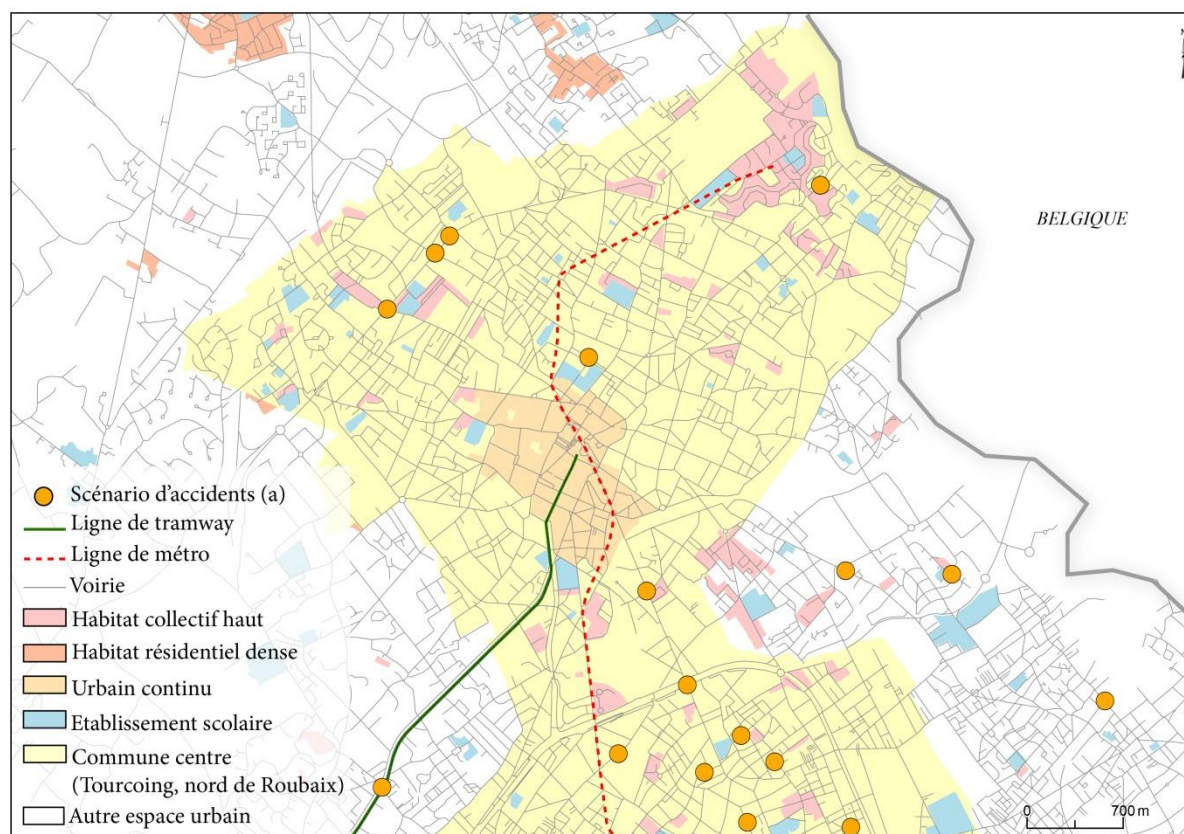 BELGIQUE
Scénario d'accidents (a)
Ligne de tramway
Ligne de métro
Voirie
Habitat collectif haut
Habitat résidentiel dense
Urbain continu
Etablissement scolaire
Commune centre
(Tourcoing, nord de Roubaix)
Autre espace urbain
0 700 m